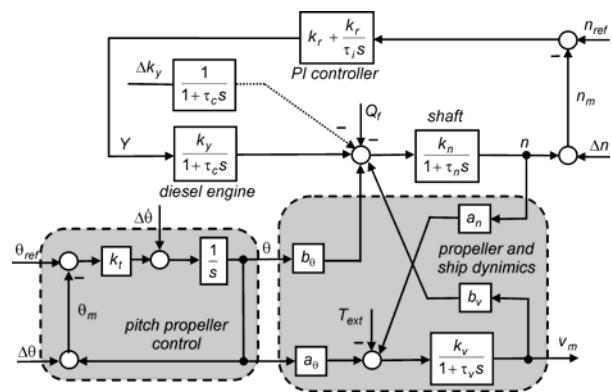 k_r + k_r / τ_i s
n_ref
PI controller
Δk_y
1 / 1 + τ_c s
n_m
Q_f
shaft
Y
k_y / 1 + τ_c s
k_n / 1 + τ_n s
n
Δn
diesel engine
Δθ̇
a_n
θ_ref
k_t
1 / s
θ
b_θ
propeller and
ship dynimics
θ_m
b_v
T_ext
pitch propeller
control
Δθ
a_θ
k_v / 1 + τ_v s
v_m